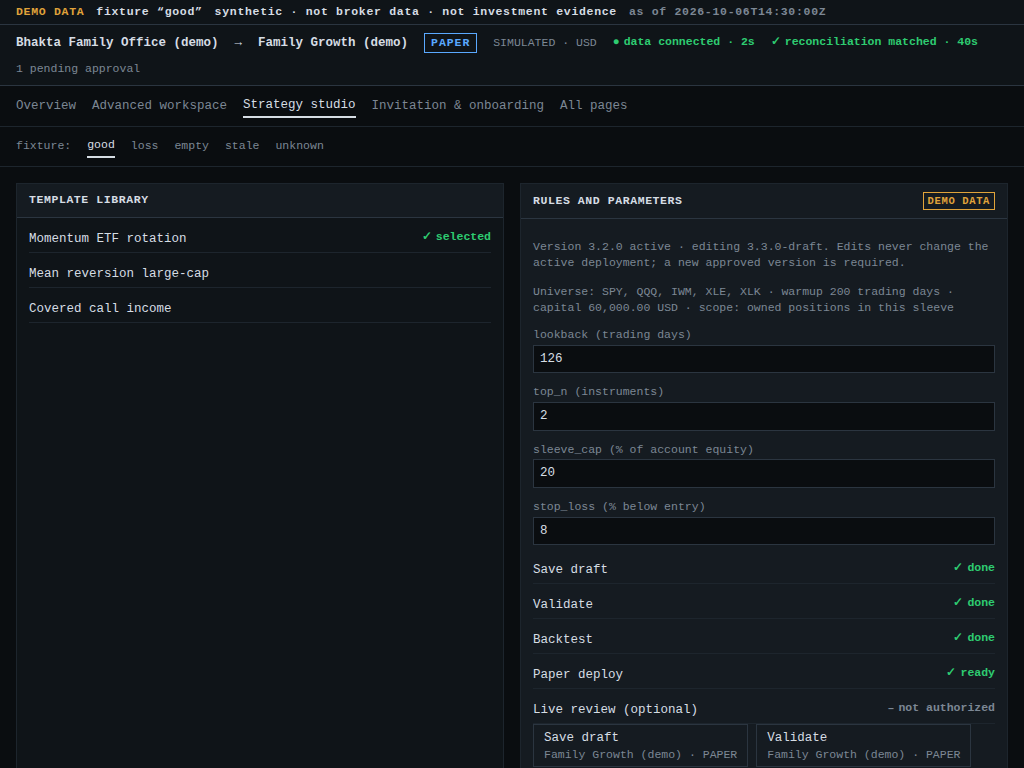 DEMO DATA fixture “good” synthetic · not broker data · not investment evidence as of 2026-10-06T14:30:00Z
Bhakta Family Office (demo) → Family Growth (demo) PAPER SIMULATED · USD ● data connected · 2s ✓ reconciliation matched · 40s
1 pending approval
Overview Advanced workspace Strategy studio Invitation & onboarding All pages
fixture: good loss empty stale unknown
TEMPLATE LIBRARY
Momentum ETF rotation ✓ selected
Mean reversion large-cap
Covered call income
RULES AND PARAMETERS DEMO DATA
Version 3.2.0 active · editing 3.3.0-draft. Edits never change the
active deployment; a new approved version is required.
Universe: SPY, QQQ, IWM, XLE, XLK · warmup 200 trading days ·
capital 60,000.00 USD · scope: owned positions in this sleeve
lookback (trading days)
126
top_n (instruments)
2
sleeve_cap (% of account equity)
20
stop_loss (% below entry)
8
Save draft ✓ done
Validate ✓ done
Backtest ✓ done
Paper deploy ✓ ready
Live review (optional) – not authorized
Save draft Validate
Family Growth (demo) · PAPER Family Growth (demo) · PAPER